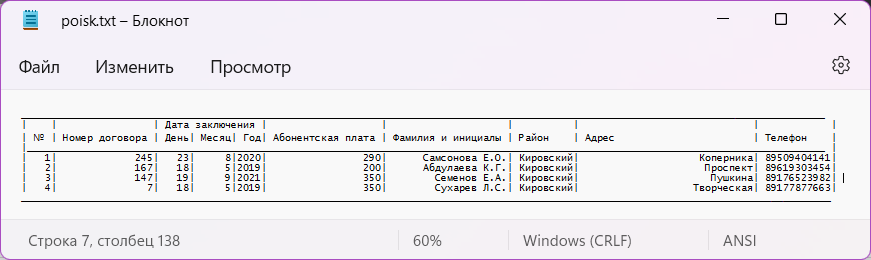 poisk.txt – Блокнот
Файл Изменить Просмотр
| | | Дата заключения | | | | | |
| № | Номер договора | День| Месяц| Год| Абонентская плата | Фамилия и инициалы | Район | Адрес | Телефон |
| 1| 245| 23| 8|2020| 290| Самсонова Е.О.| Кировский| Коперника| 89509404141|
| 2| 167| 18| 5|2019| 200| Абдулаева К.Г.| Кировский| Проспект| 89619303454|
| 3| 147| 19| 9|2021| 350| Семенов Е.А.| Кировский| Пушкина| 89176523982|
| 4| 7| 18| 5|2019| 350| Сухарев Л.С.| Кировский| Творческая| 89177877663|
Строка 7, столбец 138 60% Windows (CRLF) ANSI